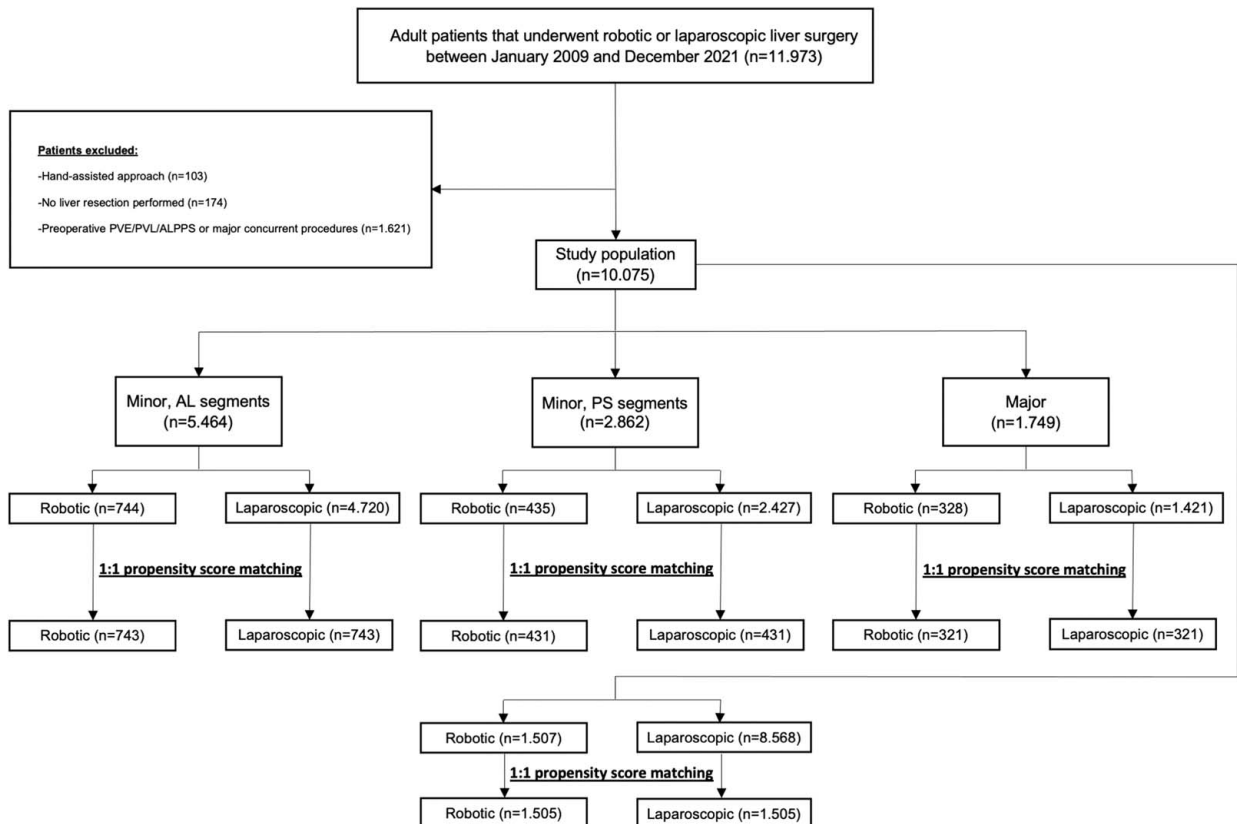 Adult patients that underwent robotic or laparoscopic liver surgery
between January 2009 and December 2021 (n=11.973)
Patients excluded:
-Hand-assisted approach (n=103)
-No liver resection performed (n=174)
-Preoperative PVE/PVL/ALPPS or major concurrent procedures (n=1.621)
Study population
(n=10.075)
Minor, AL segments
(n=5.464)
Minor, PS segments
(n=2.862)
Major
(n=1.749)
Robotic (n=744)
Laparoscopic (n=4.720)
Robotic (n=435)
Laparoscopic (n=2.427)
Robotic (n=328)
Laparoscopic (n=1.421)
1:1 propensity score matching
1:1 propensity score matching
1:1 propensity score matching
Robotic (n=743)
Laparoscopic (n=743)
Robotic (n=431)
Laparoscopic (n=431)
Robotic (n=321)
Laparoscopic (n=321)
Robotic (n=1.507)
Laparoscopic (n=8.568)
1:1 propensity score matching
Robotic (n=1.505)
Laparoscopic (n=1.505)